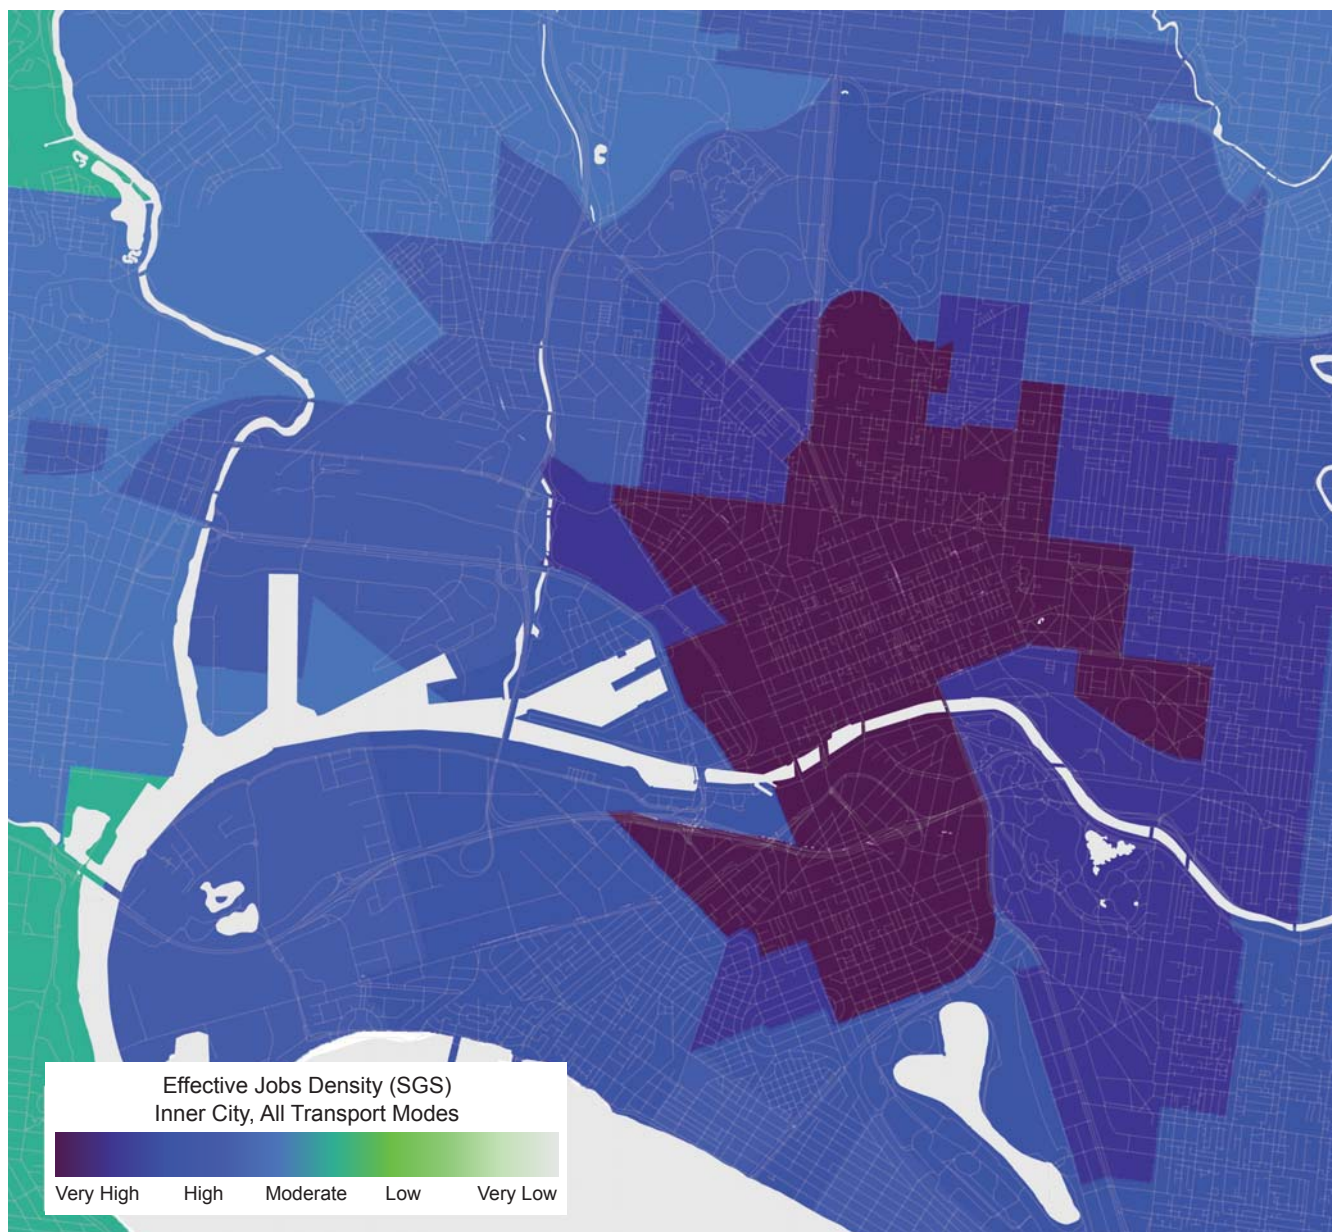 Effective Jobs Density (SGS)
Inner City, All Transport Modes
Very High High Moderate Low Very Low